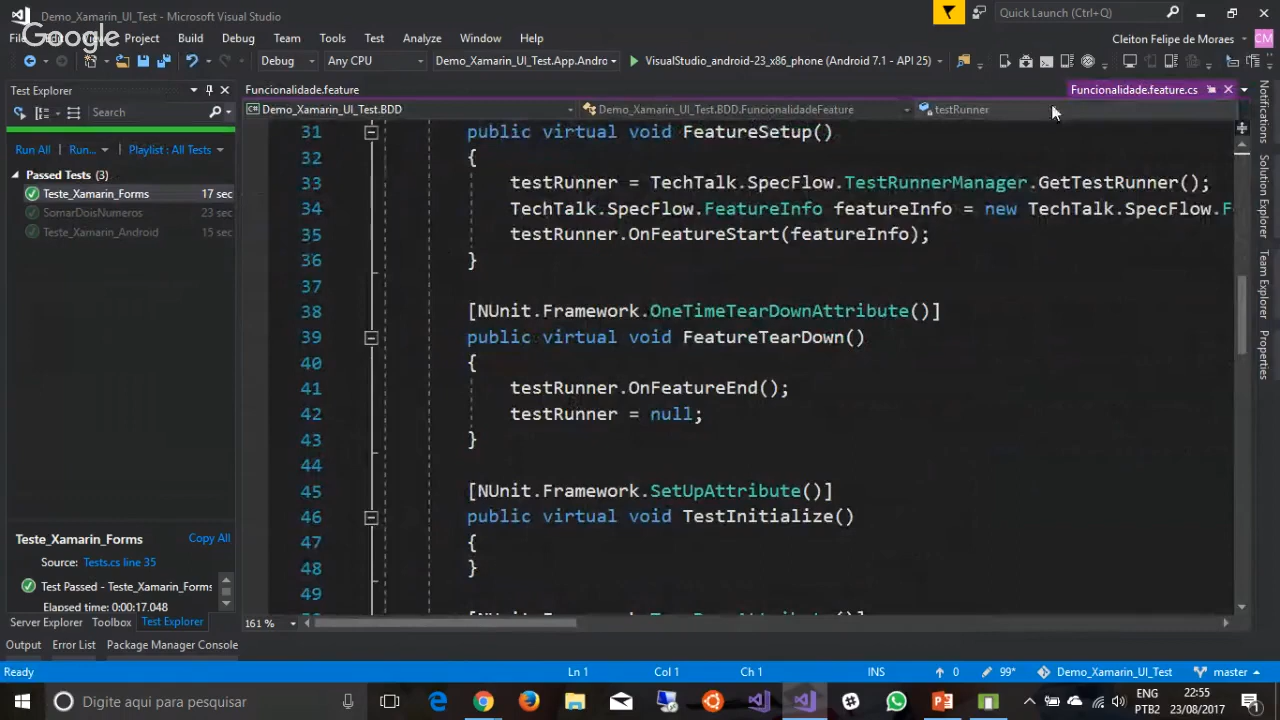 Demo_Xamarin_UI_Test - Microsoft Visual Studio
Quick Launch (Ctrl+Q)
Google
Project Build Debug Team Tools Test Analyze Window Help
Cleiton Felipe de Moraes CM
Debug Any CPU Demo_Xamarin_UI_Test.App.Andro VisualStudio_android-23_x86_phone (Android 7.1 - API 25)
Test Explorer
Funcionalidade.feature
Funcionalidade.feature.cs
Search
Demo_Xamarin_UI_Test.BDD
Demo_Xamarin_UI_Test.BDD.FuncionalidadeFeature
testRunner
Run All Run... Playlist : All Tests
Passed Tests (3)
Teste_Xamarin_Forms 17 sec
SomarDoisNumeros 23 sec
Teste_Xamarin_Android 15 sec
31 public virtual void FeatureSetup()
32 {
33 testRunner = TechTalk.SpecFlow.TestRunnerManager.GetTestRunner();
34 TechTalk.SpecFlow.FeatureInfo featureInfo = new TechTalk.SpecFlow.F
35 testRunner.OnFeatureStart(featureInfo);
36 }
37
38 [NUnit.Framework.OneTimeTearDownAttribute()]
39 public virtual void FeatureTearDown()
40 {
41 testRunner.OnFeatureEnd();
42 testRunner = null;
43 }
44
45 [NUnit.Framework.SetUpAttribute()]
46 public virtual void TestInitialize()
47 {
48 }
49
Notifications
Solution Explorer
Team Explorer
Properties
Teste_Xamarin_Forms Copy All
Source: Tests.cs line 35
Test Passed - Teste_Xamarin_Forms
Elapsed time: 0:00:17.048
Server Explorer Toolbox Test Explorer
161 %
Output Error List Package Manager Console
Ready Ln 1 Col 1 Ch 1 INS 0 99* Demo_Xamarin_UI_Test master
Digite aqui para pesquisar
ENG 22:55
PTB2 23/08/2017